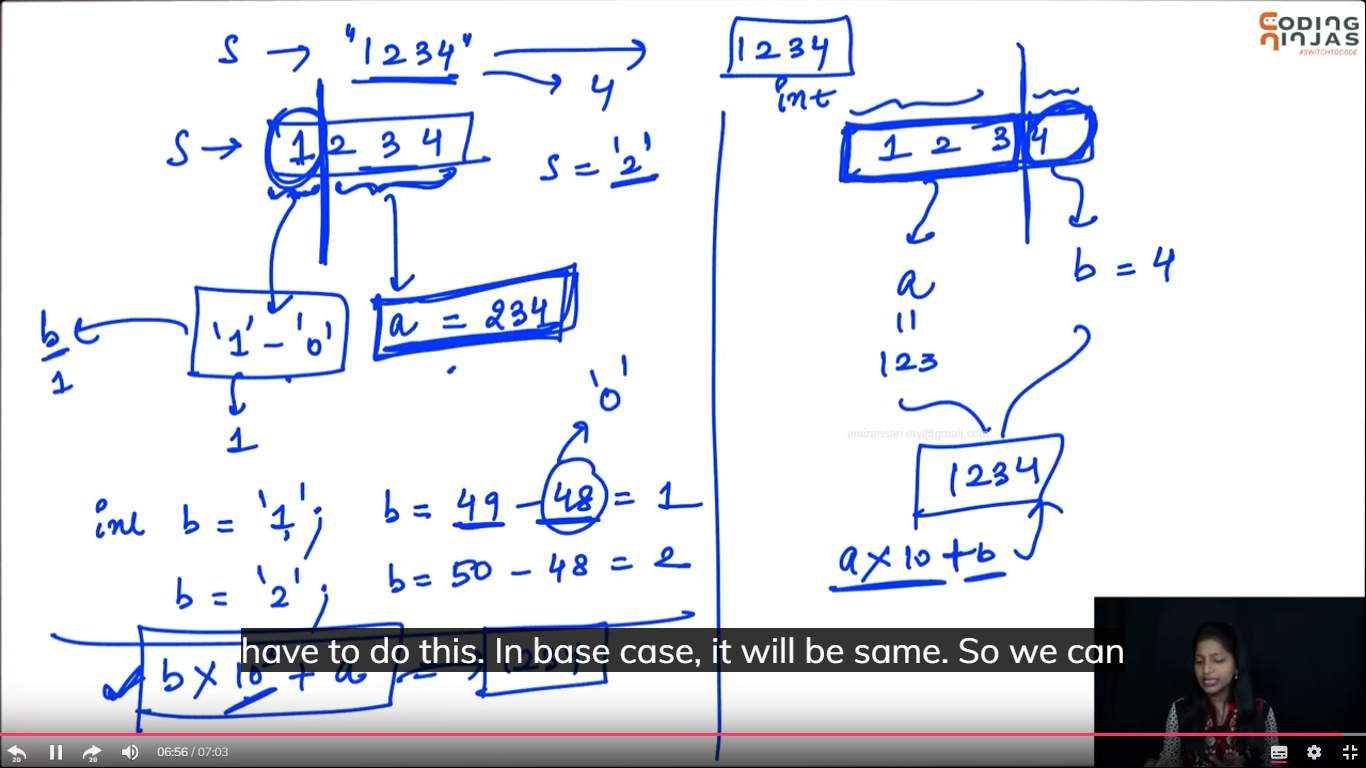 CODING
NINJAS
#SWITCHTOCODE
S → "1234" →
→ 4
1234
int
S → 1 2 3 4
S = '2'
1 2 3 4
b
1
'1' - '0'
1
a = 234
'0'
int b = '1';
b = 49 - 48 = 1
b = '2';
b = 50 - 48 = 2
a
11
123
b = 4
amiransari.my@gmail.com
1234
a × 10 + b
have to do this. In base case, it will be same. So we can
b × 10 + a
20
20
06:56 / 07:03